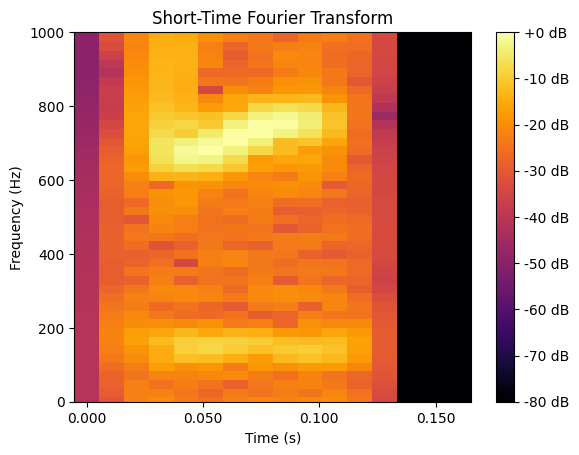 Short-Time Fourier Transform
Frequency (Hz)
1000
800
600
400
200
0
0.000
0.050
0.100
0.150
Time (s)
+0 dB
-10 dB
-20 dB
-30 dB
-40 dB
-50 dB
-60 dB
-70 dB
-80 dB